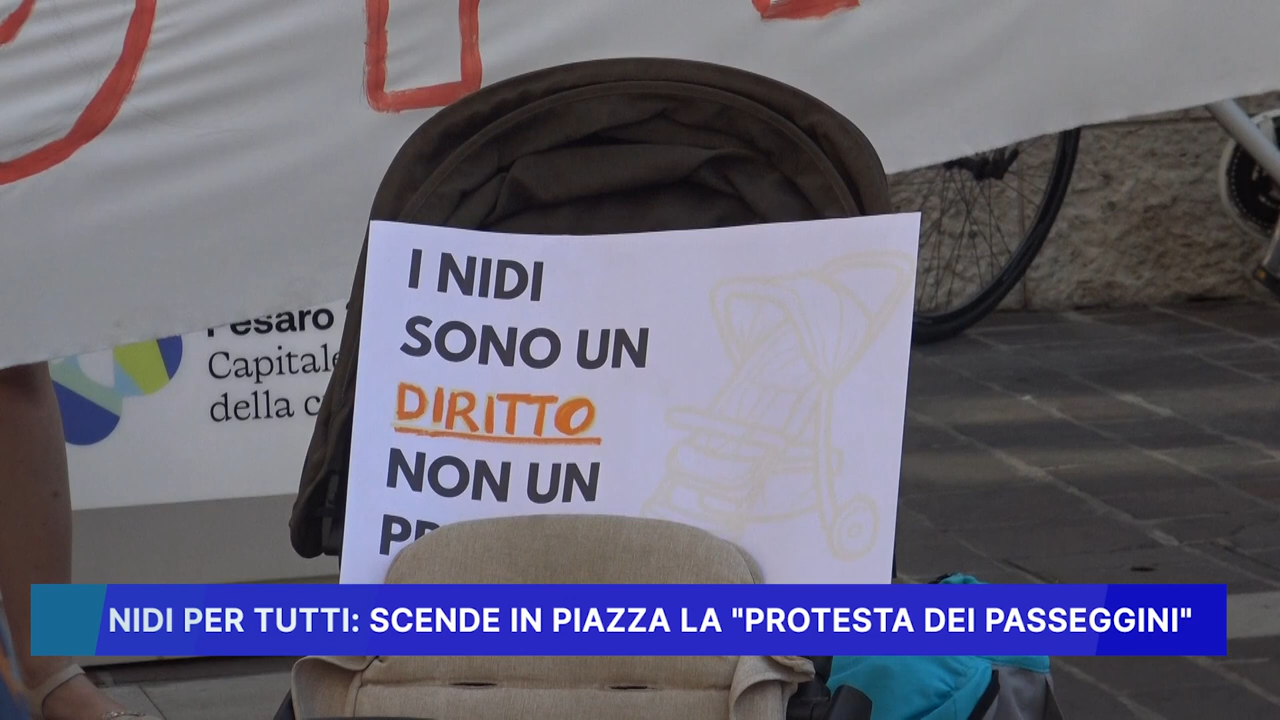 I NIDI
SONO UN
DIRITTO
NON UN
Pesaro
Capitale
della
NIDI PER TUTTI: SCENDE IN PIAZZA LA "PROTESTA DEI PASSEGGINI"